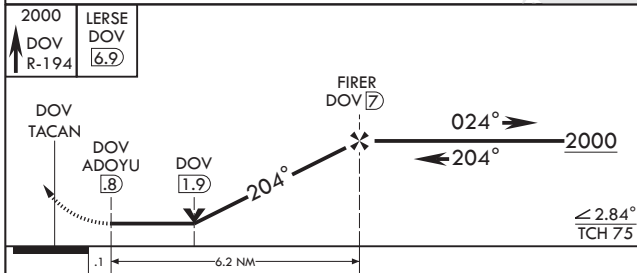 2000
DOV
R-194
LERSE
DOV
6.9
FIRER
DOV 7
DOV
TACAN
DOV
ADOYU
.8
DOV
1.9
204°
024°
204°
2000
2.84°
TCH 75
.1
6.2 NM